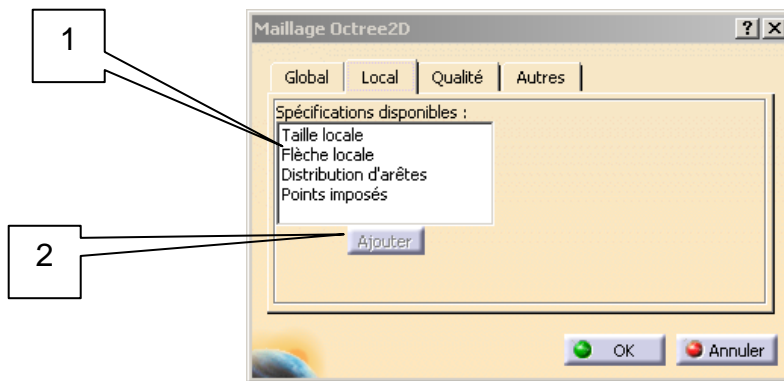 1
Maillage Octree2D
? X
Global Local Qualité Autres
Spécifications disponibles :
Taille locale
Flèche locale
Distribution d'arêtes
Points imposés
2
Ajouter
OK Annuler